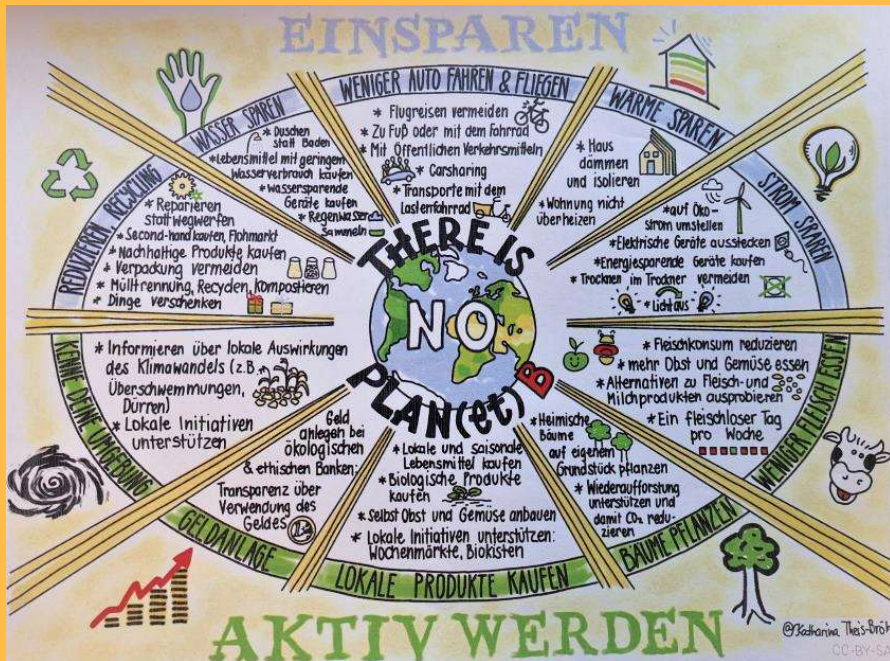 EINSPAREN
WASSER SPAREN
* Duschen
statt Baden
* Lebensmittel mit geringem
Wasserverbrauch kaufen
* wassersparende
Geräte kaufen
* Regenwasser
sammeln
WENIGER AUTO FAHREN & FLIEGEN
* Flugreisen vermeiden
* Zu Fuß oder mit dem Fahrrad
* Mit Öffentlichen Verkehrsmitteln
* Carsharing
* Transporte mit dem
Lastenfahrrad
WÄRME SPAREN
* Haus
dämmen
und isolieren
* Wohnung nicht
überheizen
STROM SPAREN
* auf Öko-
strom umstellen
* Elektrische Geräte ausstecken
* Energiesparende Geräte kaufen
* Trocknen im Trockner vermeiden
* Licht aus
REDUZIEREN RECYCLING
* Reparieren
statt wegwerfen
* Second-hand kaufen, Flohmarkt
* Nachhaltige Produkte kaufen
* Verpackung vermeiden
* Mülltrennung, Recyceln, kompostieren
* Dinge verschenken
THERE IS
NO
PLAN(et) B
KENNE DEINE UMGEBUNG
* Informieren über lokale Auswirkungen
des Klimawandels (z.B.
Überschwemmungen,
Dürren)
* Lokale Initiativen
unterstützen
GELDANLAGE
Geld
anlegen bei
ökologischen
& ethischen Banken:
Transparenz über
Verwendung des
Geldes
LOKALE PRODUKTE KAUFEN
* Lokale und saisonale
Lebensmittel kaufen
* Biologische Produkte
kaufen
* Selbst Obst und Gemüse anbauen
* Lokale Initiativen unterstützen:
Wochenmärkte, Biokisten
BÄUME PFLANZEN
* Heimische
Bäume
auf eigenem
Grundstück pflanzen
* Wiederaufforstung
unterstützen und
damit CO₂ redu-
zieren
WENIGER FLEISCH ESSEN
* Fleischkonsum reduzieren
* mehr Obst und Gemüse essen
* Alternativen zu Fleisch- und
Milchprodukten ausprobieren
* Ein fleischloser Tag
pro Woche
AKTIV WERDEN
@Katharina Theis-Bröh
CC-BY-SA